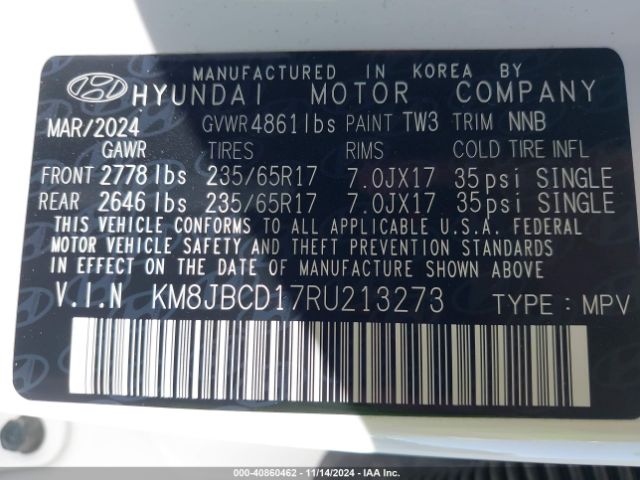 MANUFACTURED IN KOREA BY
HYUNDAI MOTOR COMPANY
MAR/2024 GVWR 4861lbs PAINT TW3 TRIM NNB
GAWR TIRES RIMS COLD TIRE INFL
FRONT 2778 lbs 235/65R17 7.0JX17 35psi SINGLE
REAR 2646 lbs 235/65R17 7.0JX17 35psi SINGLE
THIS VEHICLE CONFORMS TO ALL APPLICABLE U.S.A. FEDERAL
MOTOR VEHICLE SAFETY AND THEFT PREVENTION STANDARDS
IN EFFECT ON THE DATE OF MANUFACTURE SHOWN ABOVE.
V.I.N KM8JBCD17RU213273 TYPE : MPV
000-40860462 - 11/14/2024 - IAA Inc.